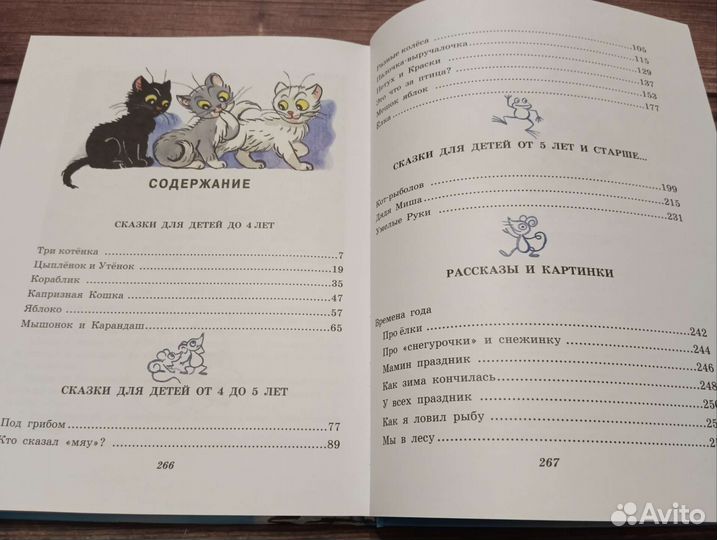 СОДЕРЖАНИЕ
СКАЗКИ ДЛЯ ДЕТЕЙ ДО 4 ЛЕТ
Три котёнка 7
Цыплёнок и Утёнок 19
Кораблик 35
Капризная Кошка 47
Яблоко 57
Мышонок и Карандаш 65
СКАЗКИ ДЛЯ ДЕТЕЙ ОТ 4 ДО 5 ЛЕТ
Под грибом 77
Кто сказал «мяу»? 89
266
Разные колёса 105
Палочка-выручалочка 115
Петух и Краски 129
Это что за птица? 137
Мешок яблок 153
Ёлка 177
СКАЗКИ ДЛЯ ДЕТЕЙ ОТ 5 ЛЕТ И СТАРШЕ...
Кот-рыболов 199
Дядя Миша 215
Умелые Руки 231
РАССКАЗЫ И КАРТИНКИ
Времена года
Про ёлки 242
Про «снегурочки» и снежинку 244
Мамин праздник 246
Как зима кончилась 248
У всех праздник 250
Как я ловил рыбу 25
Мы в лесу 2
267
Avito